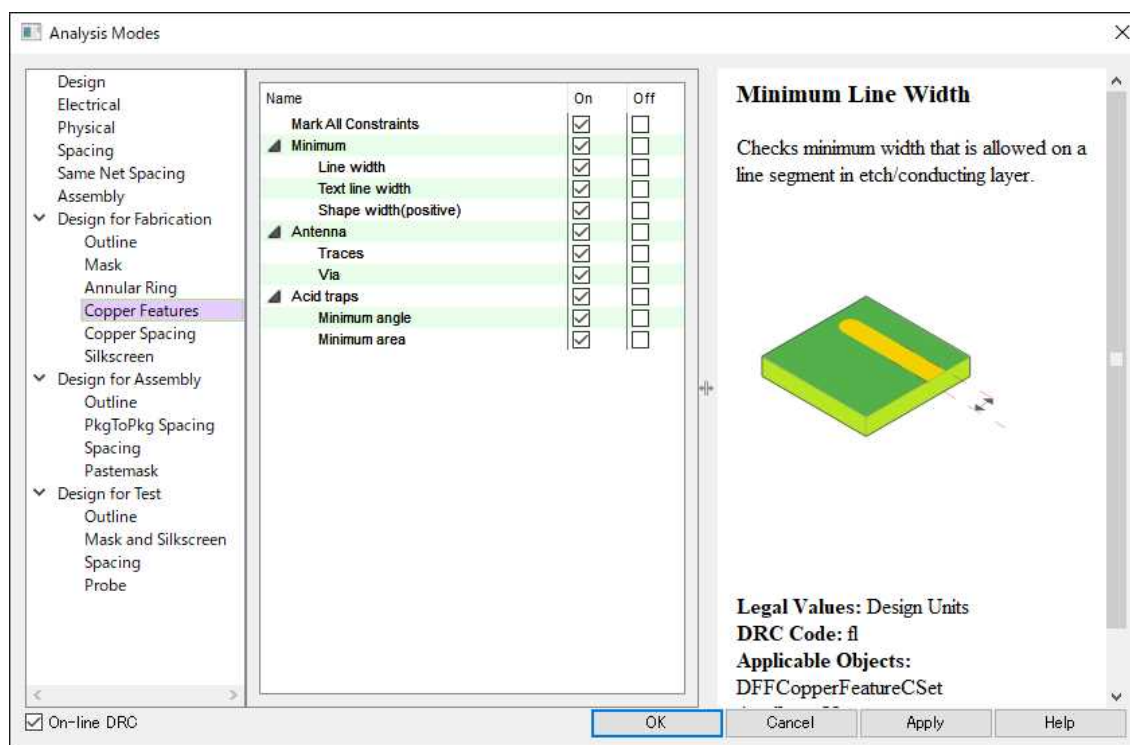 Analysis Modes
Design
Electrical
Physical
Spacing
Same Net Spacing
Assembly
Design for Fabrication
Outline
Mask
Annular Ring
Copper Features
Copper Spacing
Silkscreen
Design for Assembly
Outline
PkgToPkg Spacing
Spacing
Pastemask
Design for Test
Outline
Mask and Silkscreen
Spacing
Probe
Name On Off
Mark All Constraints
Minimum
Line width
Text line width
Shape width(positive)
Antenna
Traces
Via
Acid traps
Minimum angle
Minimum area
Minimum Line Width
Checks minimum width that is allowed on a
line segment in etch/conducting layer.
Legal Values: Design Units
DRC Code: fl
Applicable Objects:
DFFCopperFeatureCSet
On-line DRC
OK Cancel Apply Help